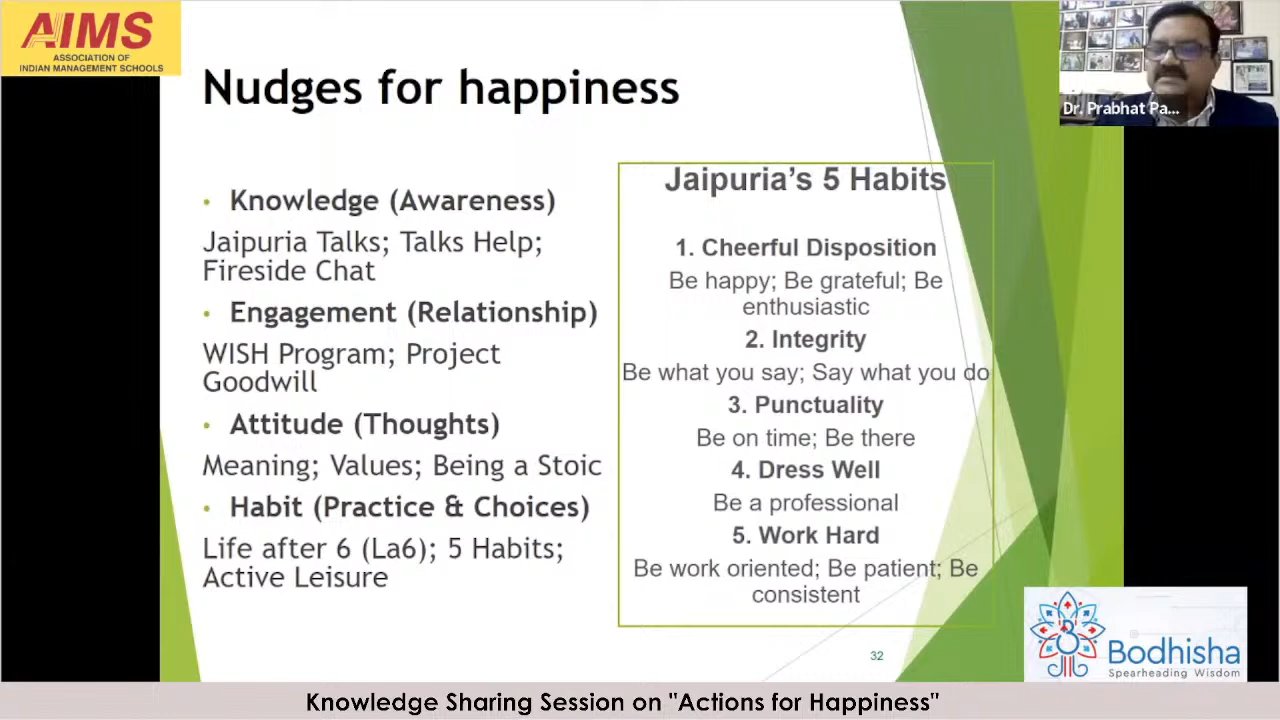 AIMS
ASSOCIATION OF
INDIAN MANAGEMENT SCHOOLS
Nudges for happiness
Dr. Prabhat Pa...
• Knowledge (Awareness)
Jaipuria Talks; Talks Help;
Fireside Chat
• Engagement (Relationship)
WISH Program; Project
Goodwill
• Attitude (Thoughts)
Meaning; Values; Being a Stoic
• Habit (Practice & Choices)
Life after 6 (La6); 5 Habits;
Active Leisure
Jaipuria's 5 Habits
1. Cheerful Disposition
Be happy; Be grateful; Be
enthusiastic
2. Integrity
Be what you say; Say what you do
3. Punctuality
Be on time; Be there
4. Dress Well
Be a professional
5. Work Hard
Be work oriented; Be patient; Be
consistent
32
Bodhisha
Spearheading Wisdom
Knowledge Sharing Session on "Actions for Happiness"